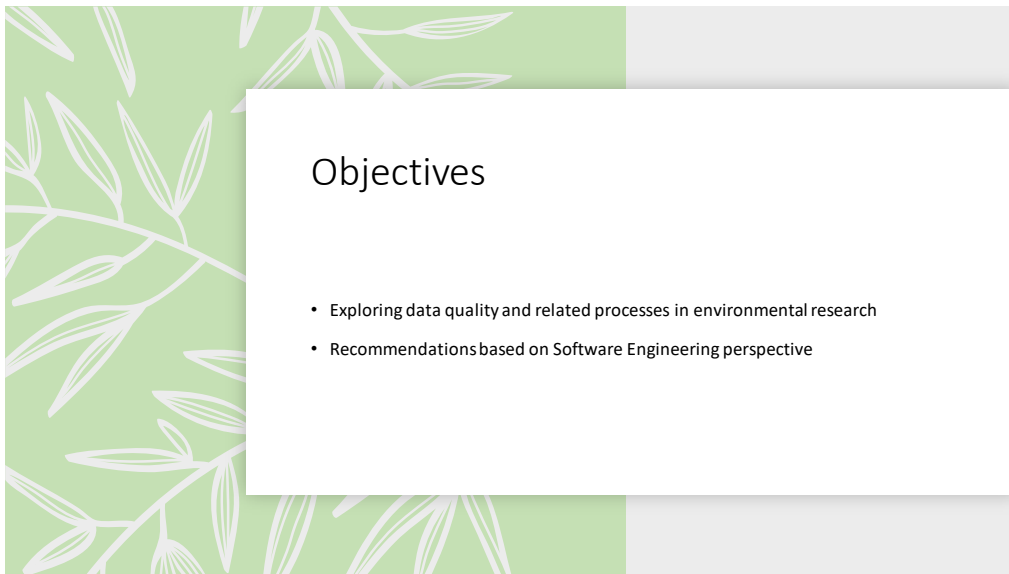 Objectives
• Exploring data quality and related processes in environmental research
• Recommendations based on Software Engineering perspective